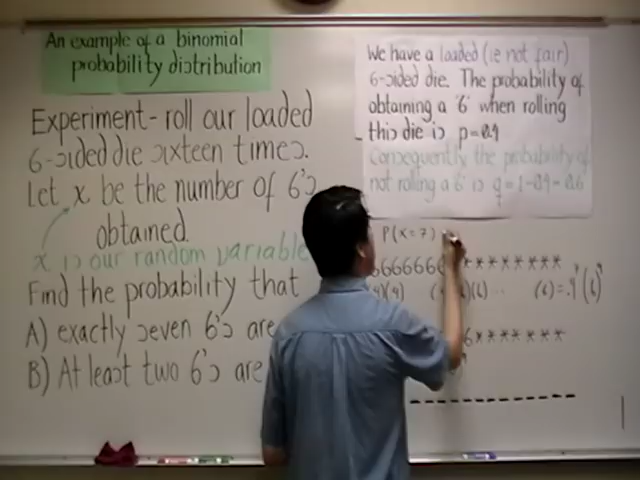 An example of a binomial
probability distribution
Experiment - roll our loaded
6-sided die sixteen times.
Let x be the number of 6's
obtained.
x is our random variable
Find the probability that
A) exactly seven 6's are
B) At least two 6's are
We have a loaded (ie not fair)
6-sided die. The probability of
obtaining a '6' when rolling
this die is p=0.4
Consequently the probability of
not rolling a '6' is q=1-0.4=0.6
P(x=7)
666666 *******
6*******